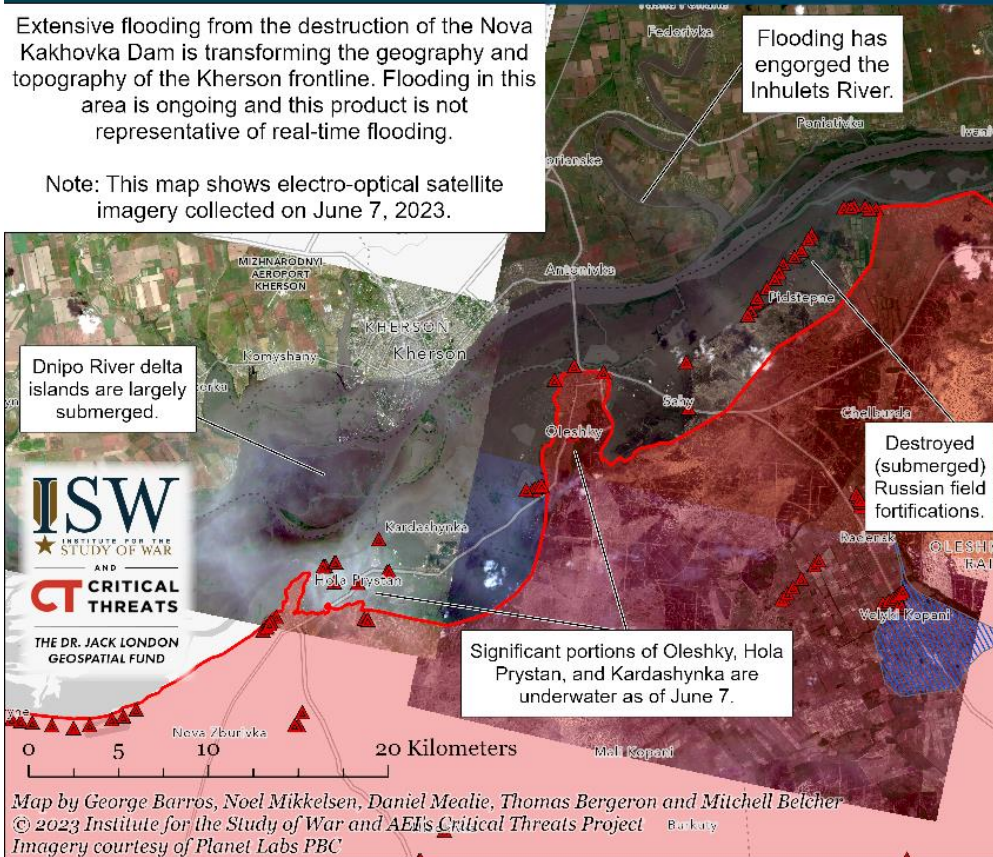 Extensive flooding from the destruction of the Nova
Kakhovka Dam is transforming the geography and
topography of the Kherson frontline. Flooding in this
area is ongoing and this product is not
representative of real-time flooding.
Note: This map shows electro-optical satellite
imagery collected on June 7, 2023.
Fedorivka
Flooding has
engorged the
Inhulets River.
Poniativka
Antonivka
MIZHNARODNYI
AEROPORT
KHERSON
KHERSON
Kherson
Komyshany
Pidstepne
Dnipo River delta
islands are largely
submerged.
Sahy
Oleshky
Chelburda
Destroyed
(submerged)
Russian field
fortifications.
ISW
INSTITUTE FOR THE
STUDY OF WAR
AND
CT CRITICAL
THREATS
THE DR. JACK LONDON
GEOSPATIAL FUND
Kardashynka
Hola Prystan
Radensk
Velyki Kopani
Significant portions of Oleshky, Hola
Prystan, and Kardashynka are
underwater as of June 7.
Nova Zburivka
0 5 10 20 Kilometers
Mali Kopani
Map by George Barros, Noel Mikkelsen, Daniel Mealie, Thomas Bergeron and Mitchell Belcher
© 2023 Institute for the Study of War and AEI's Critical Threats Project
Burkuty
Imagery courtesy of Planet Labs PBC